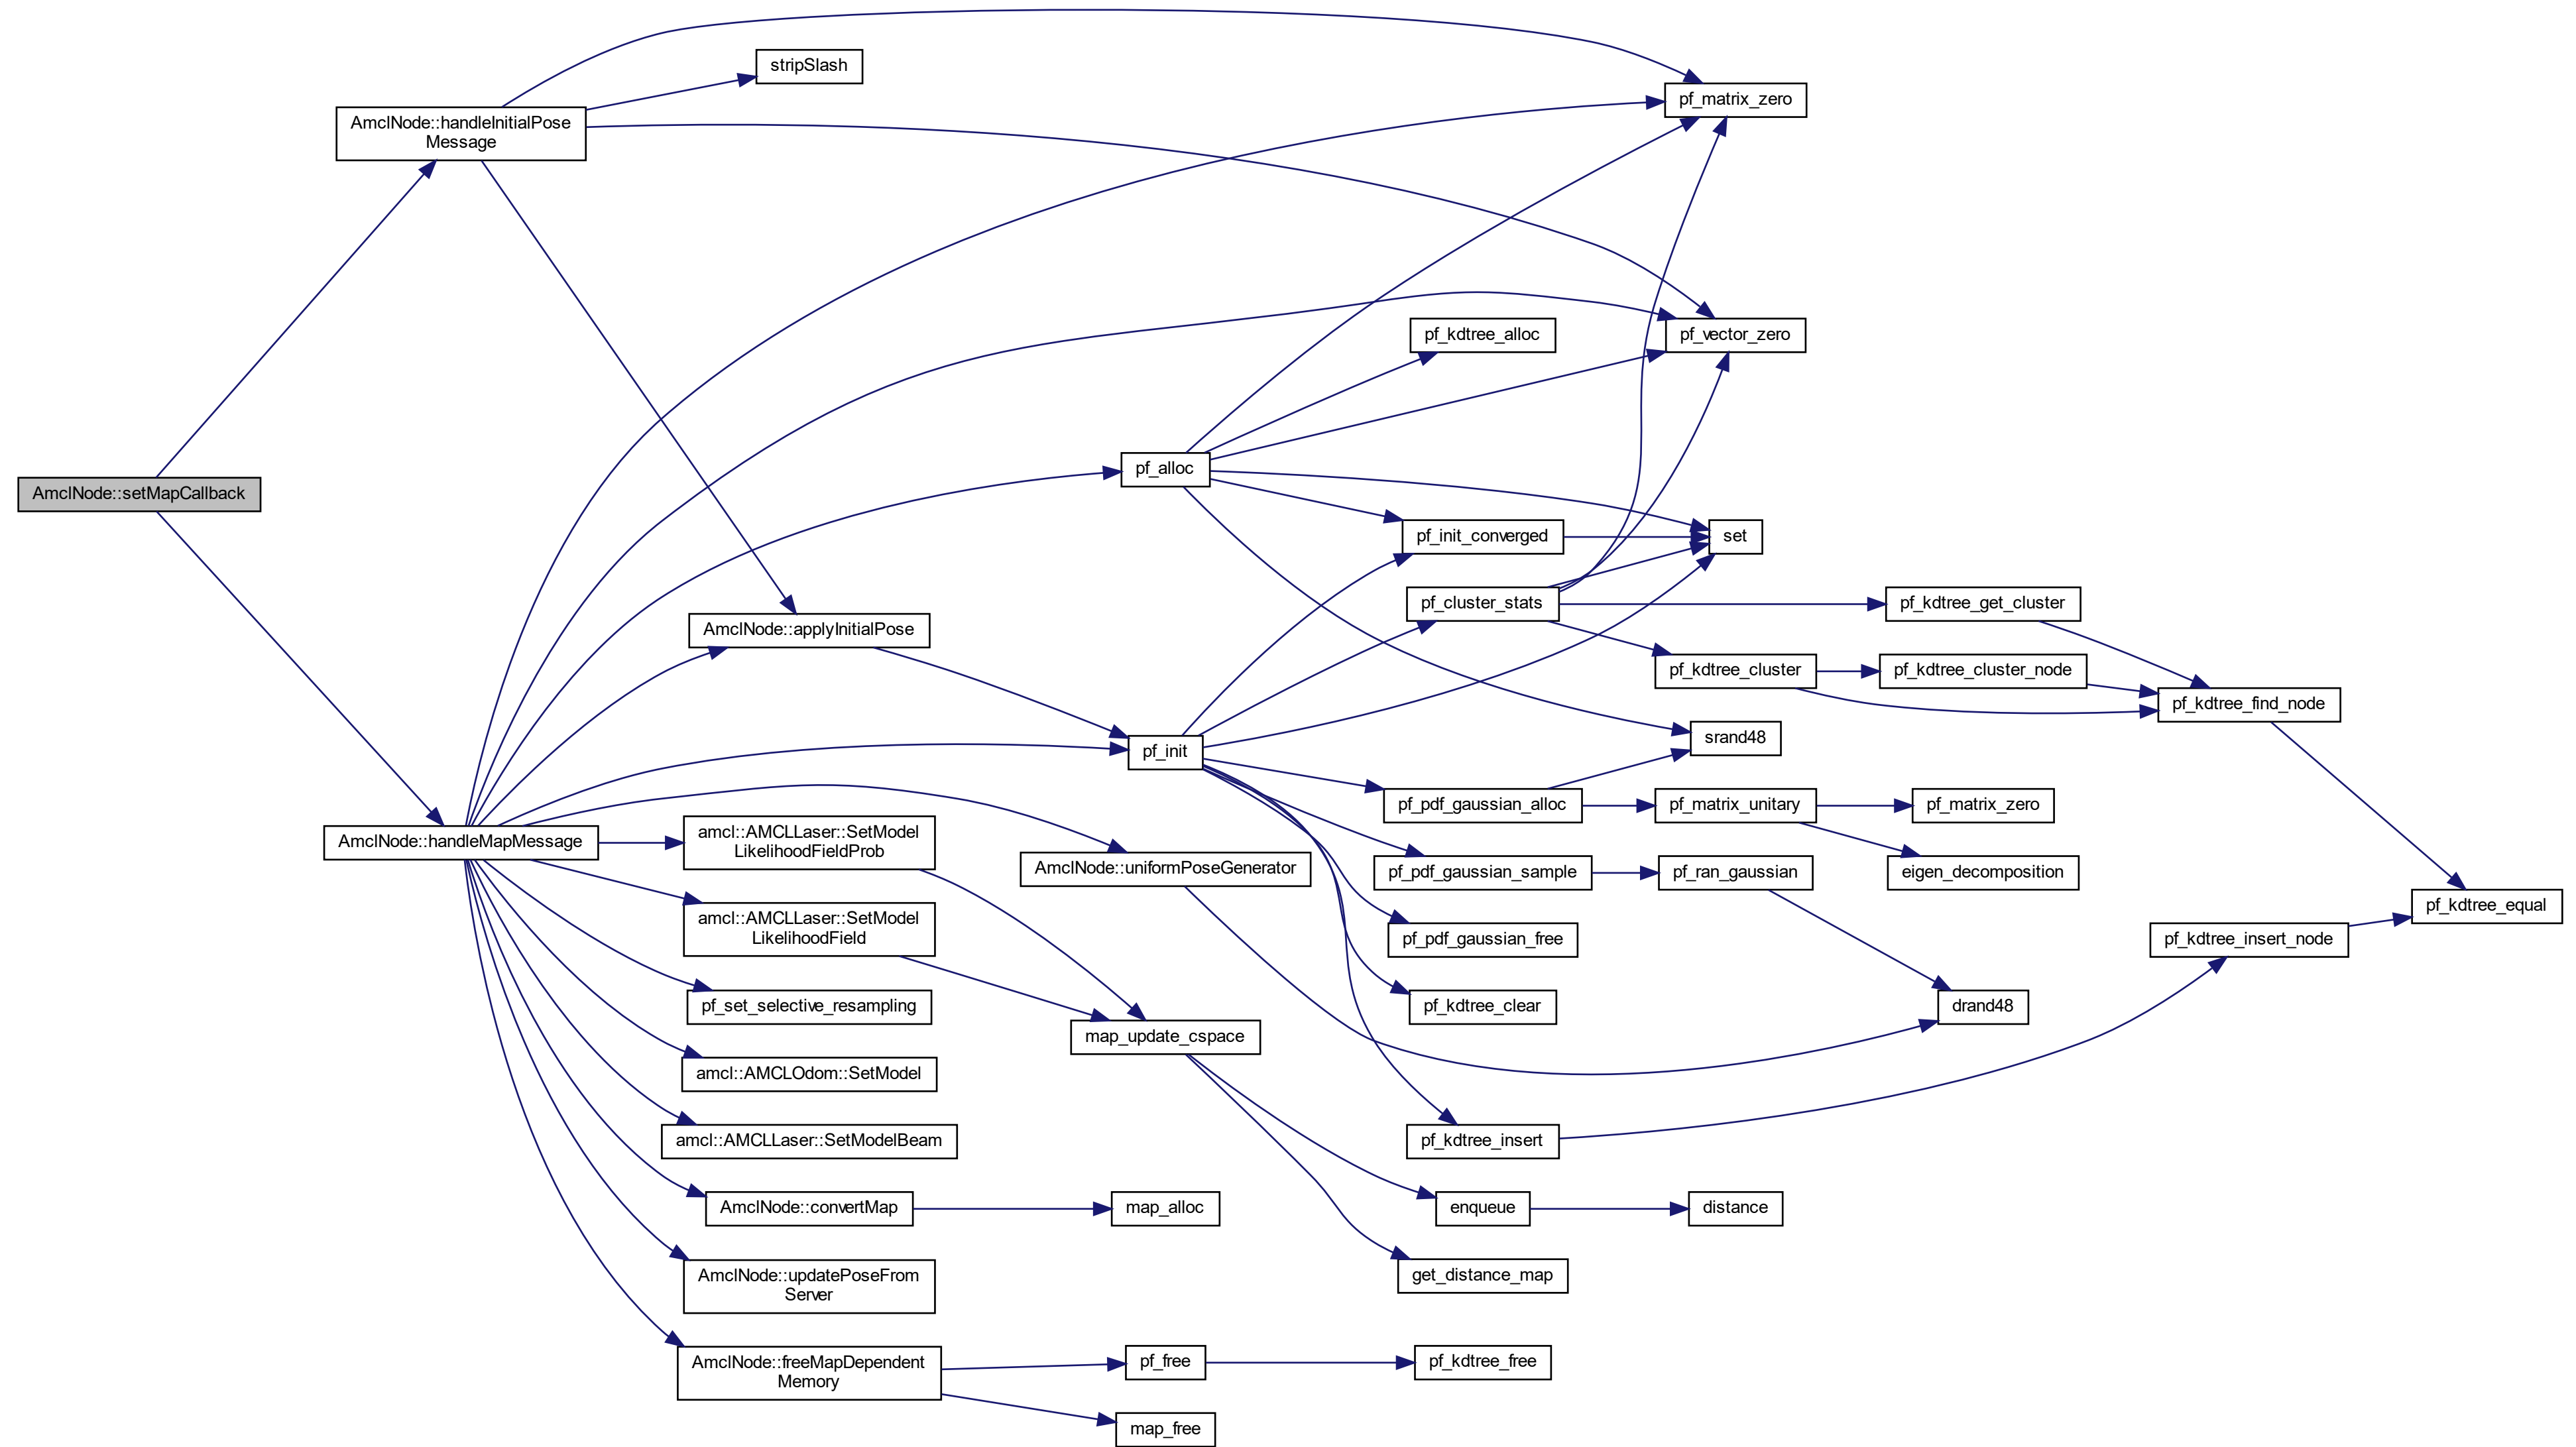 AmclNode::setMapCallback
AmclNode::handleInitialPose
Message
AmclNode::handleMapMessage
stripSlash
AmclNode::applyInitialPose
amcl::AMCLLaser::SetModel
LikelihoodFieldProb
amcl::AMCLLaser::SetModel
LikelihoodField
pf_set_selective_resampling
amcl::AMCLOdom::SetModel
amcl::AMCLLaser::SetModelBeam
AmclNode::convertMap
AmclNode::updatePoseFrom
Server
AmclNode::freeMapDependent
Memory
pf_alloc
pf_init
AmclNode::uniformPoseGenerator
map_update_cspace
map_alloc
pf_free
map_free
pf_kdtree_alloc
pf_init_converged
pf_cluster_stats
pf_pdf_gaussian_alloc
pf_pdf_gaussian_sample
pf_pdf_gaussian_free
pf_kdtree_clear
pf_kdtree_insert
enqueue
get_distance_map
pf_kdtree_free
pf_matrix_zero
pf_vector_zero
set
pf_kdtree_cluster
srand48
pf_matrix_unitary
pf_ran_gaussian
distance
pf_kdtree_get_cluster
pf_kdtree_cluster_node
pf_matrix_zero
eigen_decomposition
drand48
pf_kdtree_find_node
pf_kdtree_insert_node
pf_kdtree_equal